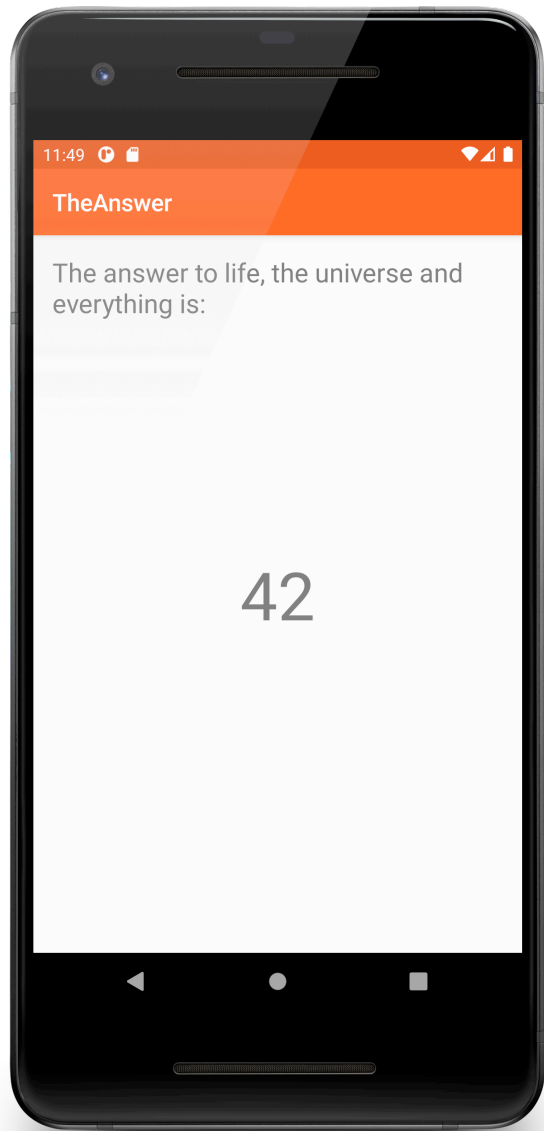 11:49
TheAnswer
The answer to life, the universe and
everything is:
42